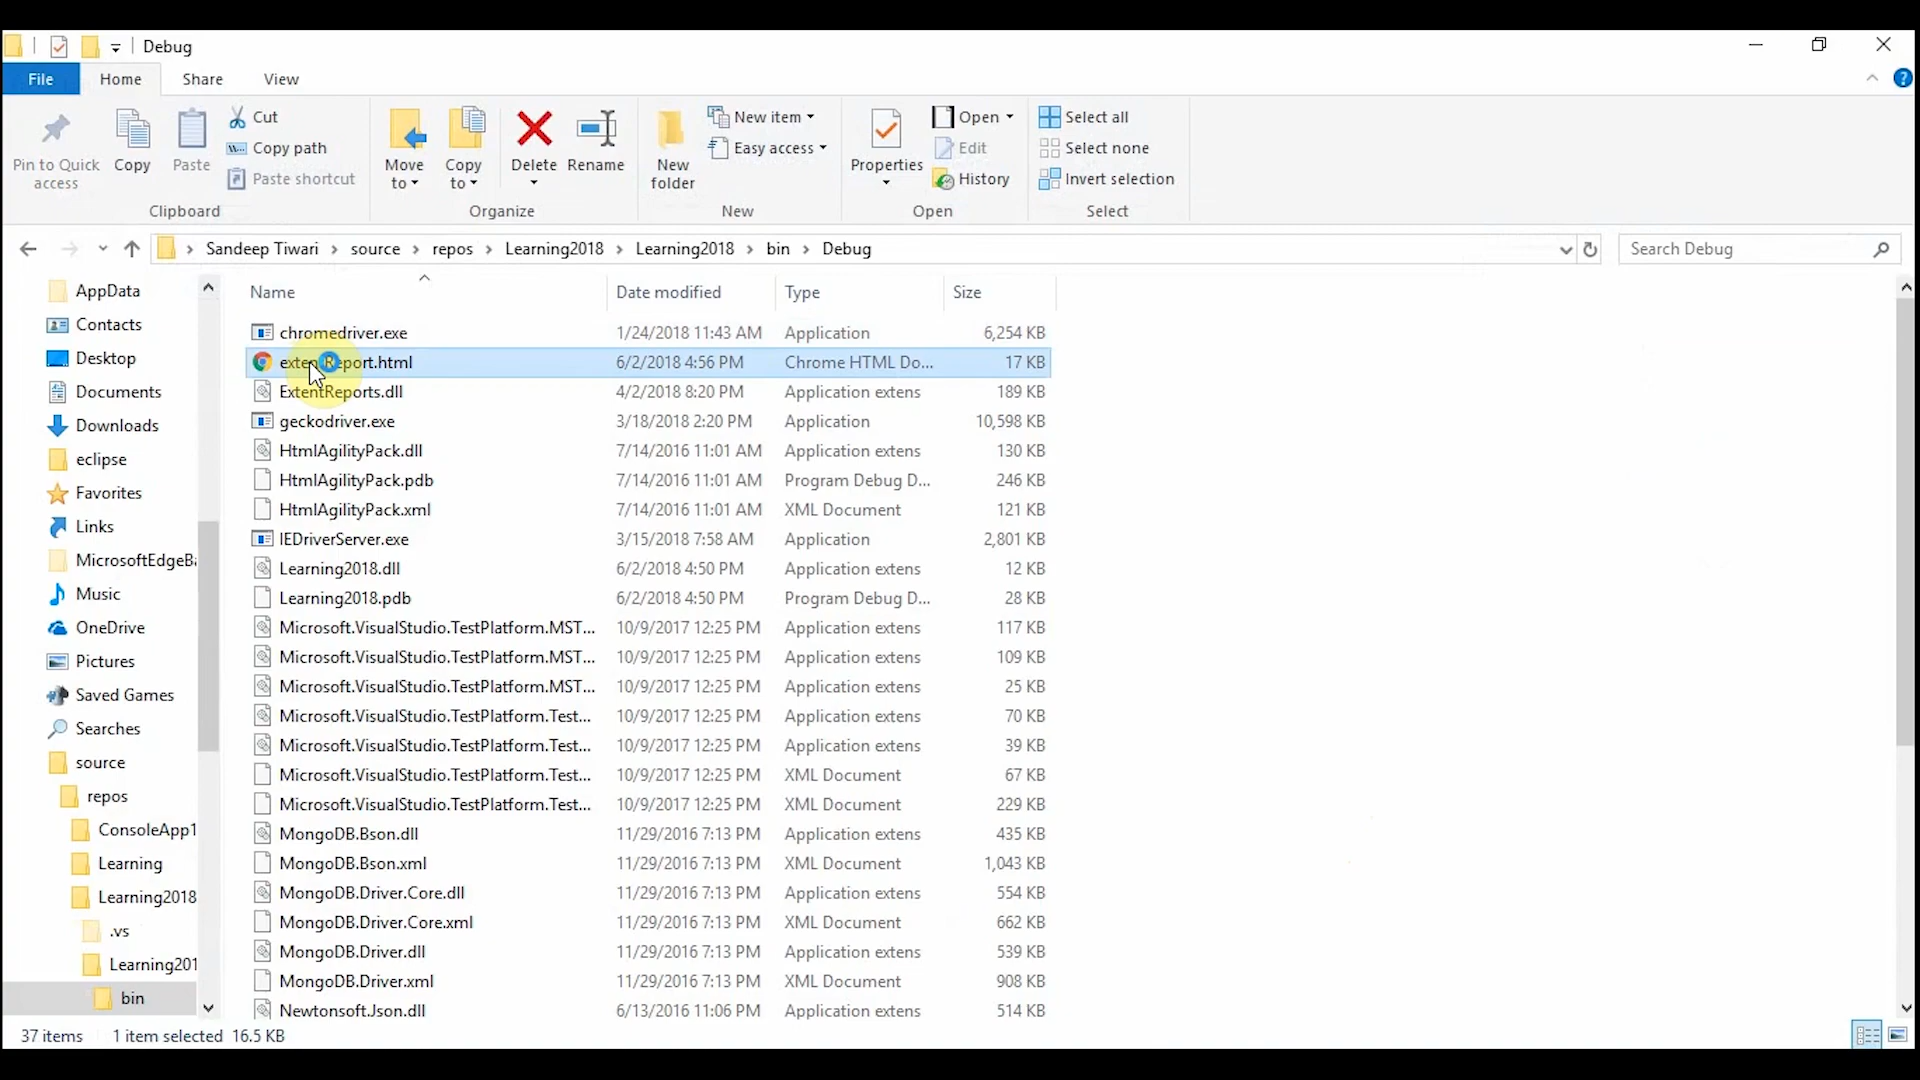 Debug
File Home Share View
Pin to Quick access
Copy
Paste
Cut
Copy path
Paste shortcut
Clipboard
Move to
Copy to
Delete
Rename
Organize
New folder
New item
Easy access
New
Properties
Open
Edit
History
Open
Select all
Select none
Invert selection
Select
Sandeep Tiwari > source > repos > Learning2018 > Learning2018 > bin > Debug
Search Debug
AppData
Contacts
Desktop
Documents
Downloads
eclipse
Favorites
Links
MicrosoftEdgeBa
Music
OneDrive
Pictures
Saved Games
Searches
source
repos
ConsoleApp1
Learning
Learning2018
.vs
Learning201
bin
Name Date modified Type Size
chromedriver.exe 1/24/2018 11:43 AM Application 6,254 KB
extentReport.html 6/2/2018 4:56 PM Chrome HTML Do... 17 KB
ExtentReports.dll 4/2/2018 8:20 PM Application extens 189 KB
geckodriver.exe 3/18/2018 2:20 PM Application 10,598 KB
HtmlAgilityPack.dll 7/14/2016 11:01 AM Application extens 130 KB
HtmlAgilityPack.pdb 7/14/2016 11:01 AM Program Debug D... 246 KB
HtmlAgilityPack.xml 7/14/2016 11:01 AM XML Document 121 KB
IEDriverServer.exe 3/15/2018 7:58 AM Application 2,801 KB
Learning2018.dll 6/2/2018 4:50 PM Application extens 12 KB
Learning2018.pdb 6/2/2018 4:50 PM Program Debug D... 28 KB
Microsoft.VisualStudio.TestPlatform.MST... 10/9/2017 12:25 PM Application extens 117 KB
Microsoft.VisualStudio.TestPlatform.MST... 10/9/2017 12:25 PM Application extens 109 KB
Microsoft.VisualStudio.TestPlatform.MST... 10/9/2017 12:25 PM Application extens 25 KB
Microsoft.VisualStudio.TestPlatform.Test... 10/9/2017 12:25 PM Application extens 70 KB
Microsoft.VisualStudio.TestPlatform.Test... 10/9/2017 12:25 PM Application extens 39 KB
Microsoft.VisualStudio.TestPlatform.Test... 10/9/2017 12:25 PM XML Document 67 KB
Microsoft.VisualStudio.TestPlatform.Test... 10/9/2017 12:25 PM XML Document 229 KB
MongoDB.Bson.dll 11/29/2016 7:13 PM Application extens 435 KB
MongoDB.Bson.xml 11/29/2016 7:13 PM XML Document 1,043 KB
MongoDB.Driver.Core.dll 11/29/2016 7:13 PM Application extens 554 KB
MongoDB.Driver.Core.xml 11/29/2016 7:13 PM XML Document 662 KB
MongoDB.Driver.dll 11/29/2016 7:13 PM Application extens 539 KB
MongoDB.Driver.xml 11/29/2016 7:13 PM XML Document 908 KB
Newtonsoft.Json.dll 6/13/2016 11:06 PM Application extens 514 KB
37 items 1 item selected 16.5 KB